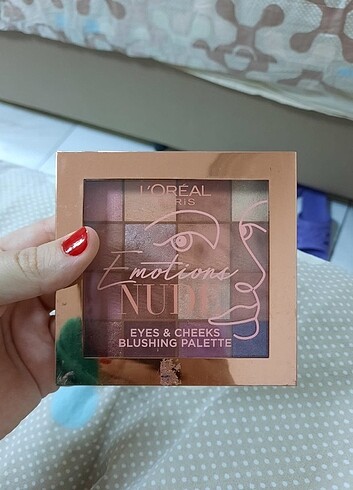 L'ORÉAL
PARIS
Emotions
NUDE
EYES & CHEEKS
BLUSHING PALETTE